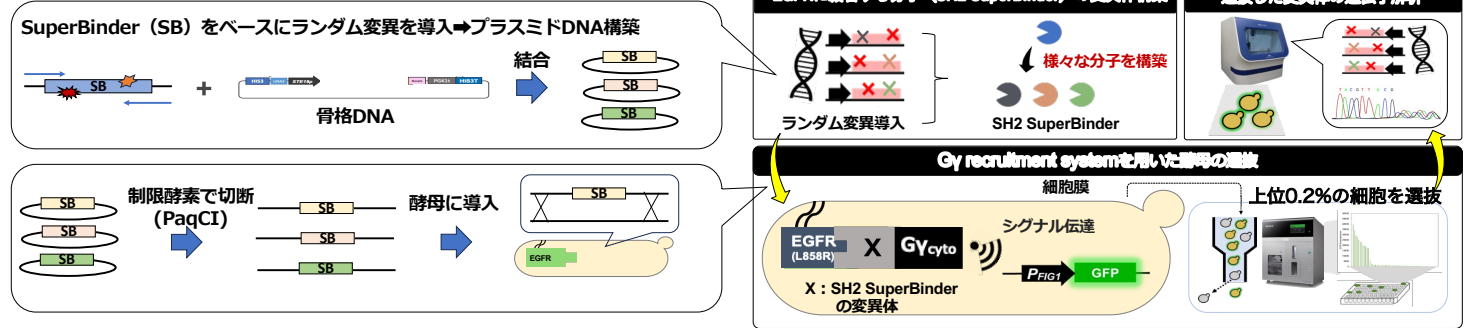 SuperBinder（SB）をベースにランダム変異を導入➡プラスミドDNA構築
SB
HIS3
STE18p
PGK31
HIS3T
骨格DNA
結合
SB
SB
SB
SB
SB
SB
制限酵素で切断
(PaqCI)
SB
SB
SB
酵母に導入
SB
EGFR
ランダム変異導入
様々な分子を構築
SH2 SuperBinder
T A C G T T A C G
Gγ recruitment systemを用いた酵母の選抜
細胞膜
EGFR
(L858R)
X
Gγcyto
シグナル伝達
PFIG1
GFP
X：SH2 SuperBinder
の変異体
上位0.2%の細胞を選抜